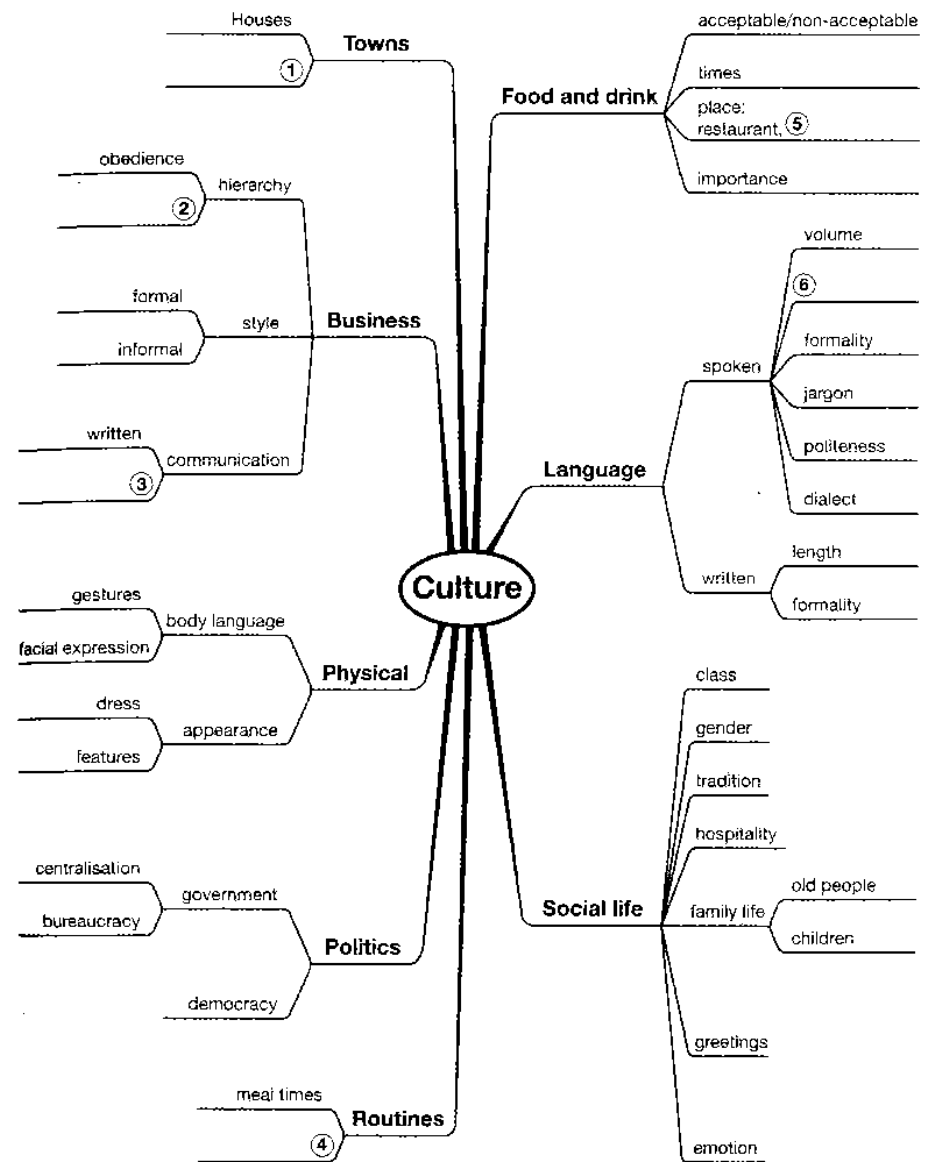 Houses
①
Towns
obedience
②
hierarchy
formal
informal
style
Business
written
③
communication
gestures
facial expression
body language
Physical
dress
features
appearance
centralisation
bureaucracy
government
Politics
democracy
meal times
④
Routines
Culture
Food and drink
acceptable/non-acceptable
times
place:
restaurant, ⑤
importance
Language
spoken
volume
⑥
formality
jargon
politeness
dialect
written
length
formality
Social life
class
gender
tradition
hospitality
family life
old people
children
greetings
emotion